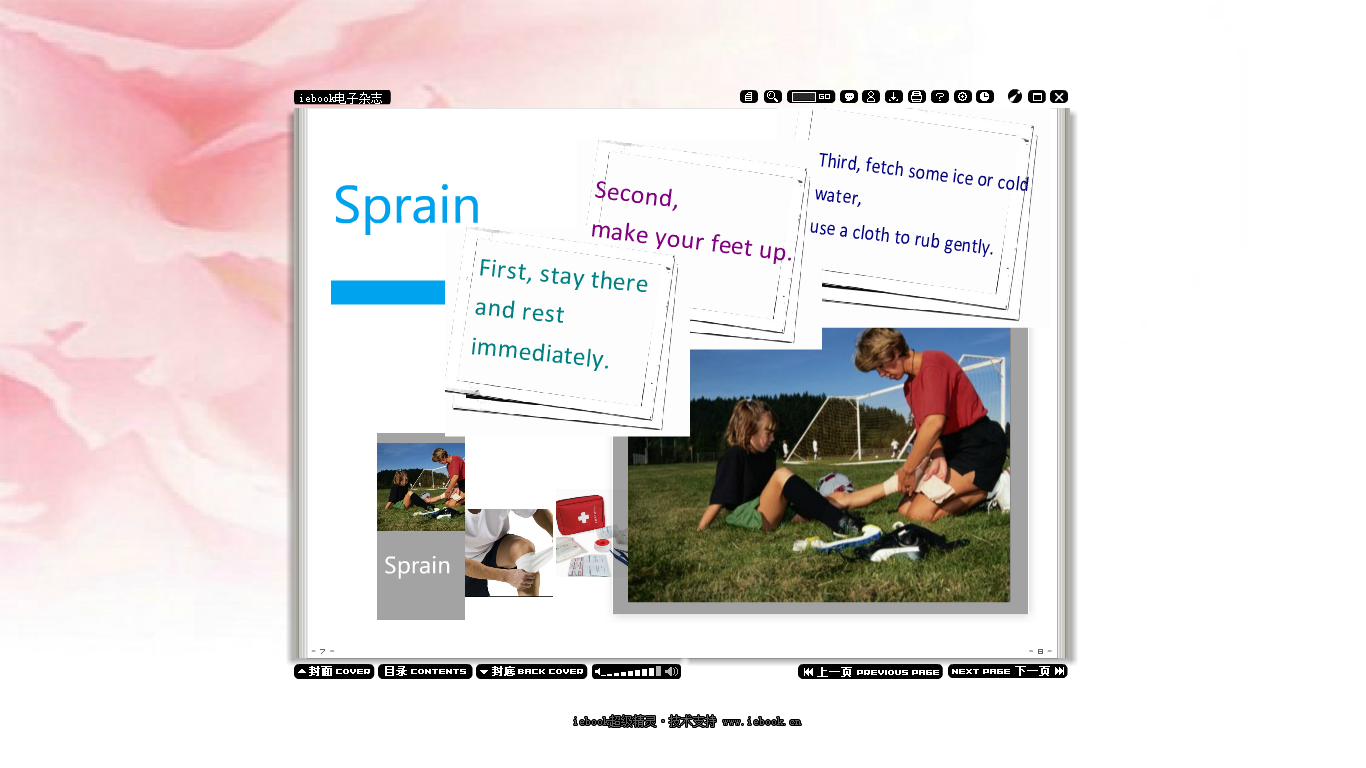 iebook电子杂志
GO
Sprain
First, stay there
and rest
immediately.
Second,
make your feet up.
Third, fetch some ice or cold
water,
use a cloth to rub gently.
Sprain
- 7 -
- 8 -
封面 COVER
目录 CONTENTS
封底 BACK COVER
上一页 PREVIOUS PAGE
NEXT PAGE 下一页
iebook超级精灵·技术支持 www.iebook.cn